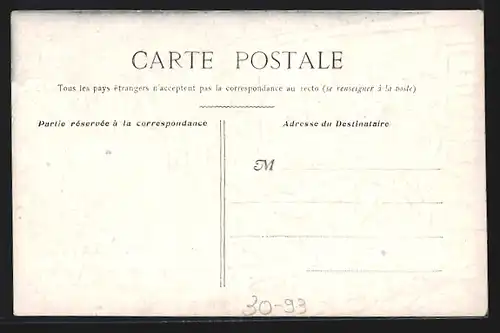 CARTE POSTALE
Tous les pays étrangers n'acceptent pas la correspondance au recto (se renseigner à la poste)
Partie réservée à la correspondance
Adresse du Destinataire
M
30-93